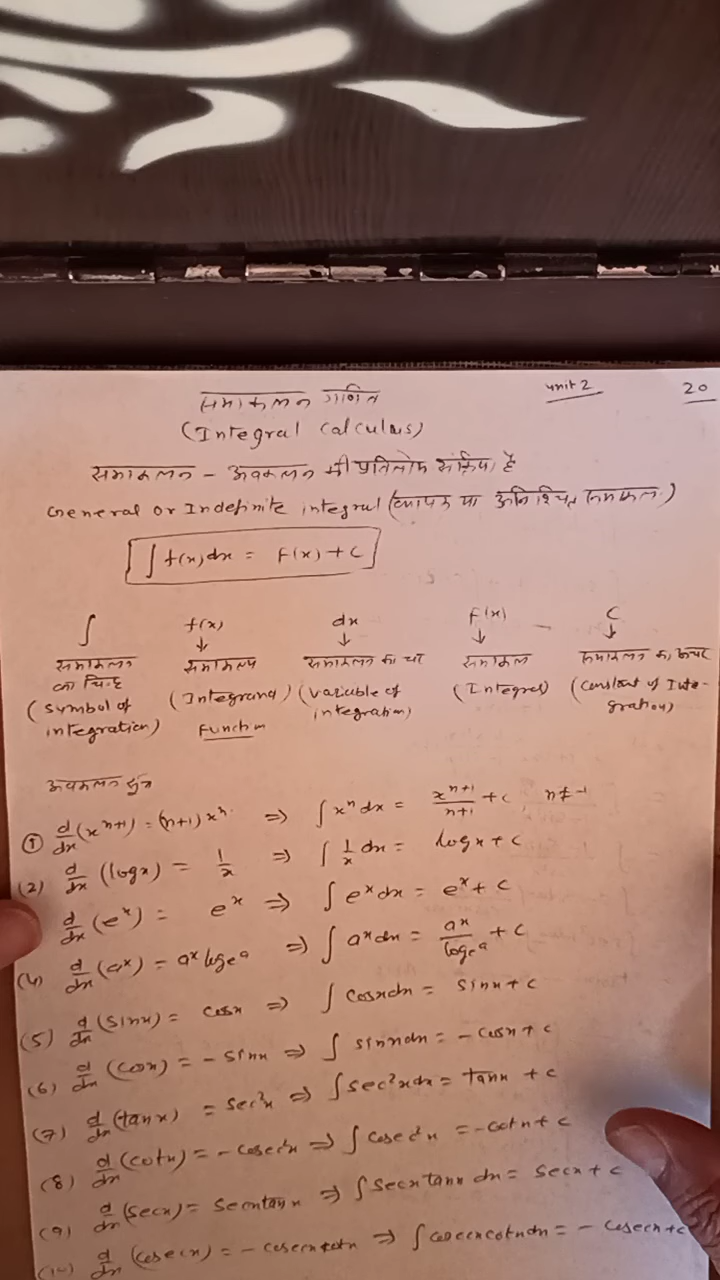 समाकलन गणित unit 2 20
(Integral Calculus)
समाकलन - अवकलन की प्रतिलोम संक्रिया है
General or Indefinite integral (व्यापक या अनिश्चित समाकल)
∫f(x)dx = F(x)+C
∫ f(x) dx F(x) C
↓ ↓ ↓ ↓
समाकलन समाकल्य समाकलन का चर समाकल समाकलन का अचर
का चिन्ह (Integrand) (variable of (Integral) (Constant of Inte-
(symbol of Function integration) gration)
integration)
अवकलन सूत्र
① d/dx (xⁿ⁺¹) = (n+1)xⁿ ⇒ ∫xⁿdx = xⁿ⁺¹/n+1 + C, n≠-1
(2) d/dx (logx) = 1/x ⇒ ∫1/x dx = logx + C
d/dx (eˣ) = eˣ ⇒ ∫eˣdx = eˣ + C
(4) d/dx (aˣ) = aˣ logₑa ⇒ ∫aˣdx = aˣ/logₑa + C
(5) d/dx (sinx) = cosx ⇒ ∫cosxdx = sinx + C
(6) d/dx (cosx) = -sinx ⇒ ∫sinxdx = -cosx + C
(7) d/dx (tanx) = sec²x ⇒ ∫sec²xdx = tanx + C
(8) d/dx (cotx) = -cosec²x ⇒ ∫cosec²x = -cotx + C
(9) d/dx (secx) = secxtanx ⇒ ∫secxtanx dx = secx + C
(10) d/dx (cosecx) = -cosecxcotx ⇒ ∫cosecxcotxdx = -cosecx + C